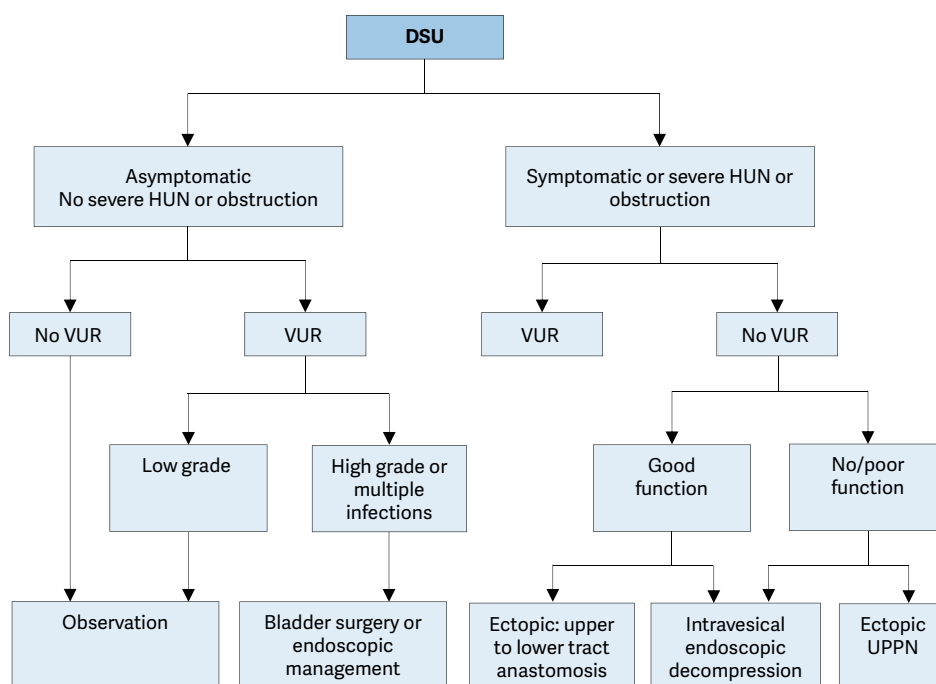 DSU
Asymptomatic
No severe HUN or obstruction
Symptomatic or severe HUN or
obstruction
No VUR
VUR
VUR
No VUR
Low grade
High grade or
multiple
infections
Good
function
No/poor
function
Observation
Bladder surgery or
endoscopic
management
Ectopic: upper
to lower tract
anastomosis
Intravesical
endoscopic
decompression
Ectopic
UPPN